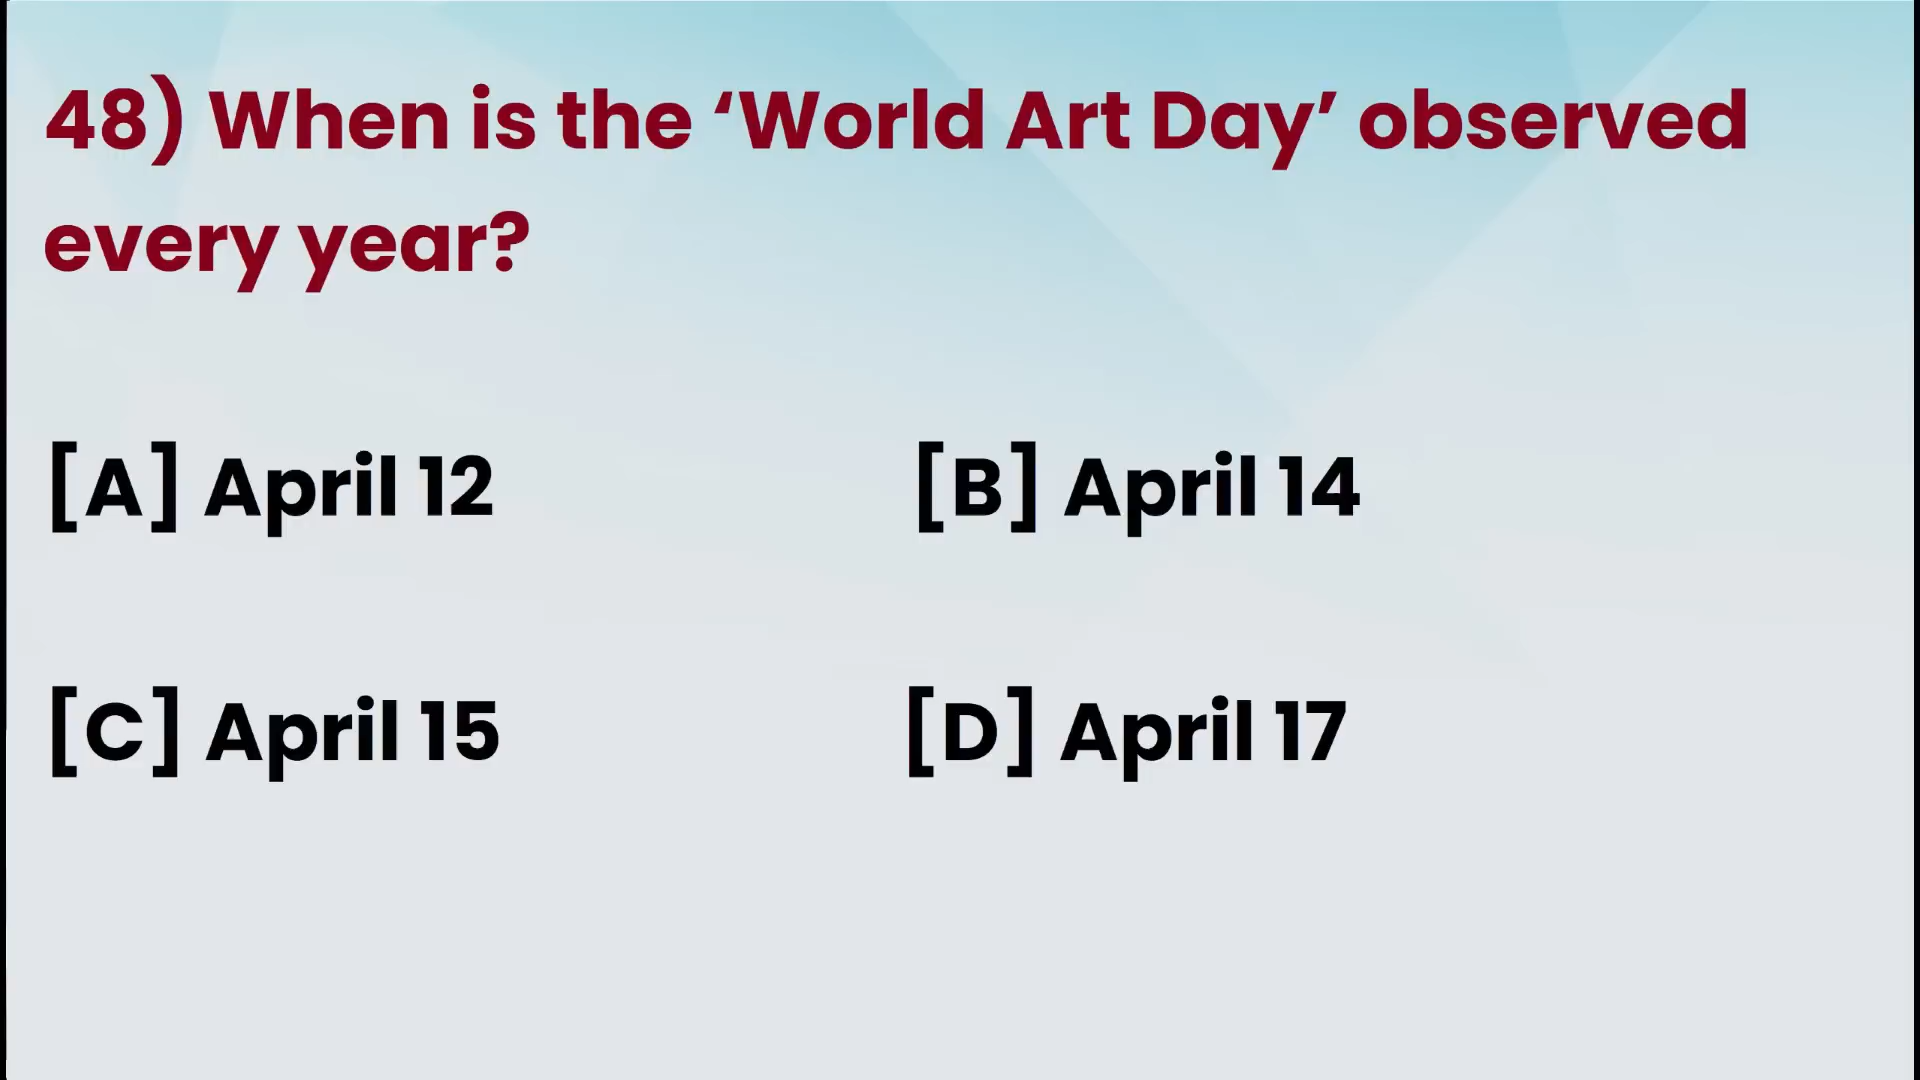 48) When is the ‘World Art Day’ observed
every year?
[A] April 12 [B] April 14
[C] April 15 [D] April 17